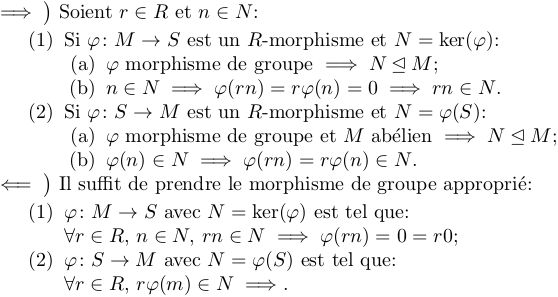 ⟹ ) Soient r ∈ R et n ∈ N:
(1) Si φ: M → S est un R-morphisme et N = ker(φ):
(a) φ morphisme de groupe ⟹ N ⊴ M;
(b) n ∈ N ⟹ φ(rn) = rφ(n) = 0 ⟹ rn ∈ N.
(2) Si φ: S → M est un R-morphisme et N = φ(S):
(a) φ morphisme de groupe et M abélien ⟹ N ⊴ M;
(b) φ(n) ∈ N ⟹ φ(rn) = rφ(n) ∈ N.
⟸ ) Il suffit de prendre le morphisme de groupe approprié:
(1) φ: M → S avec N = ker(φ) est tel que:
∀r ∈ R, n ∈ N, rn ∈ N ⟹ φ(rn) = 0 = r0;
(2) φ: S → M avec N = φ(S) est tel que:
∀r ∈ R, rφ(m) ∈ N ⟹ .